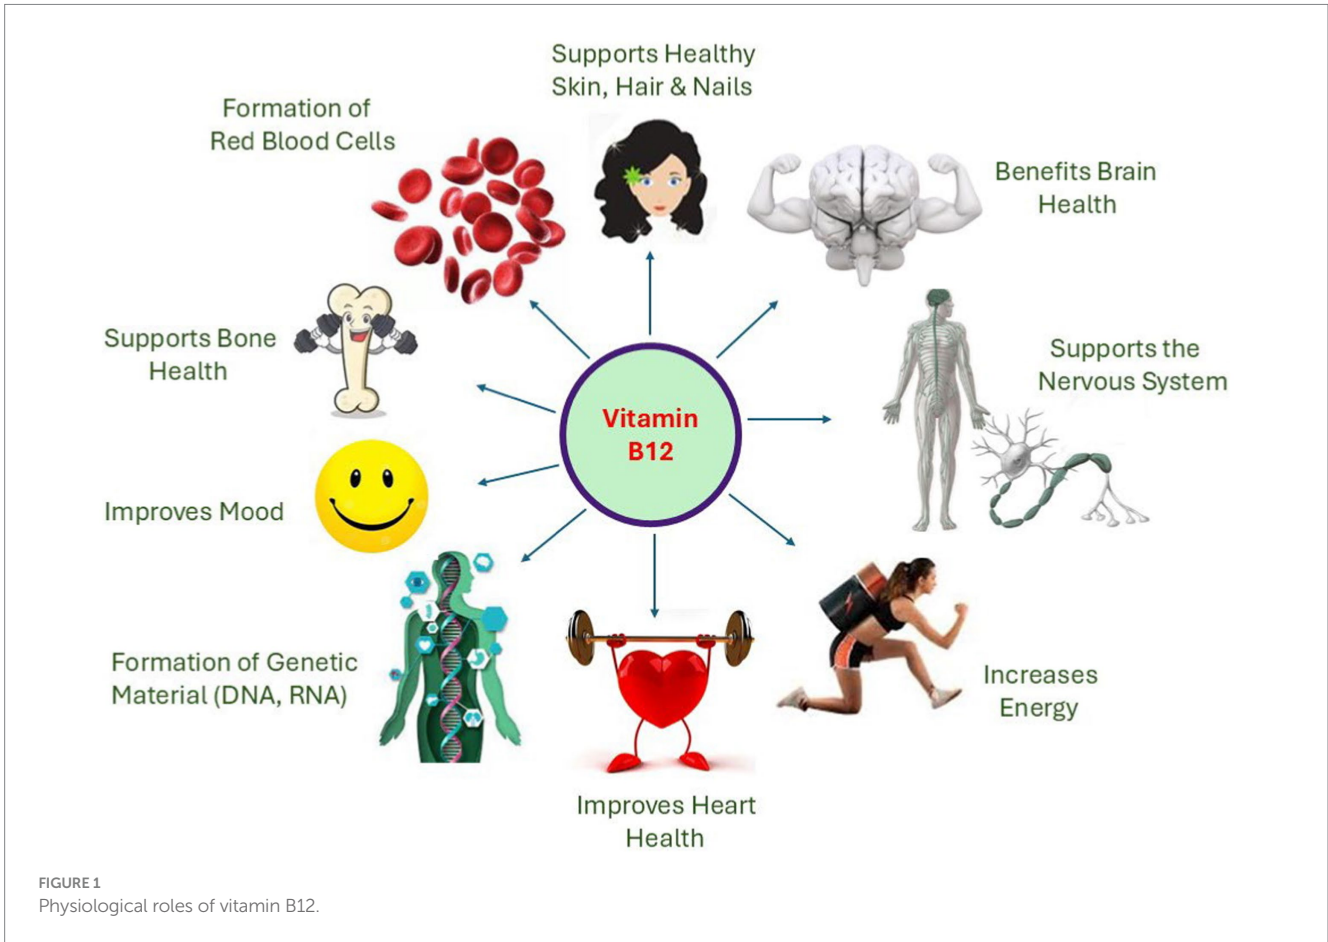 Supports Healthy
Skin, Hair & Nails
Formation of
Red Blood Cells
Benefits Brain
Health
Supports Bone
Health
Supports the
Nervous System
Vitamin
B12
Improves Mood
Formation of Genetic
Material (DNA, RNA)
Increases
Energy
Improves Heart
Health
FIGURE 1
Physiological roles of vitamin B12.